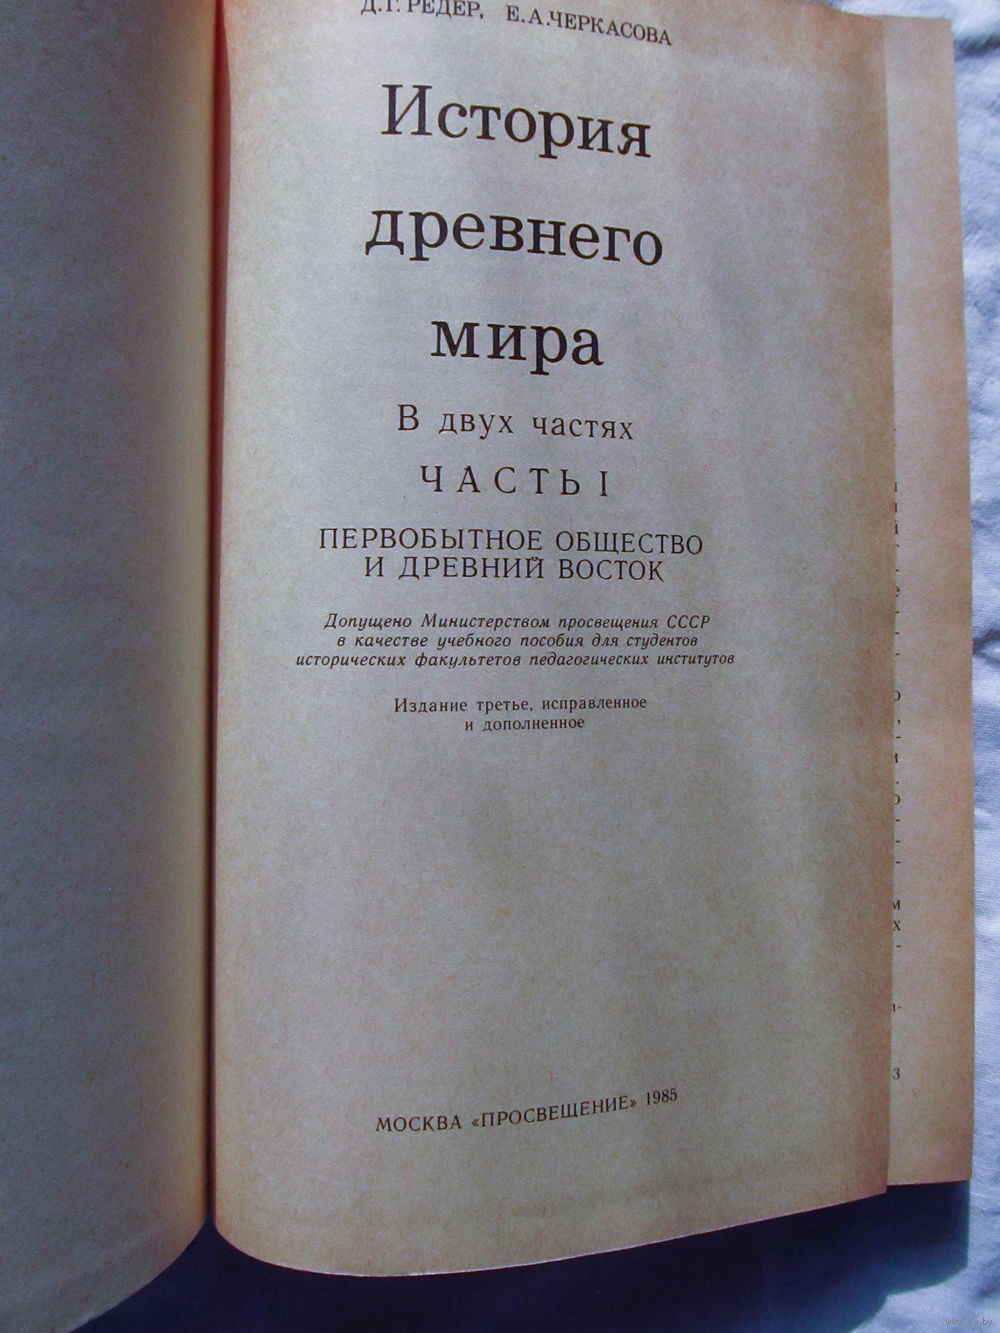 Д.Г. РЕДЕР, Е.А.ЧЕРКАСОВА
История
древнего
мира
В двух частях
ЧАСТЬ I
ПЕРВОБЫТНОЕ ОБЩЕСТВО
И ДРЕВНИЙ ВОСТОК
Допущено Министерством просвещения СССР
в качестве учебного пособия для студентов
исторических факультетов педагогических институтов
Издание третье, исправленное
и дополненное
МОСКВА «ПРОСВЕЩЕНИЕ» 1985